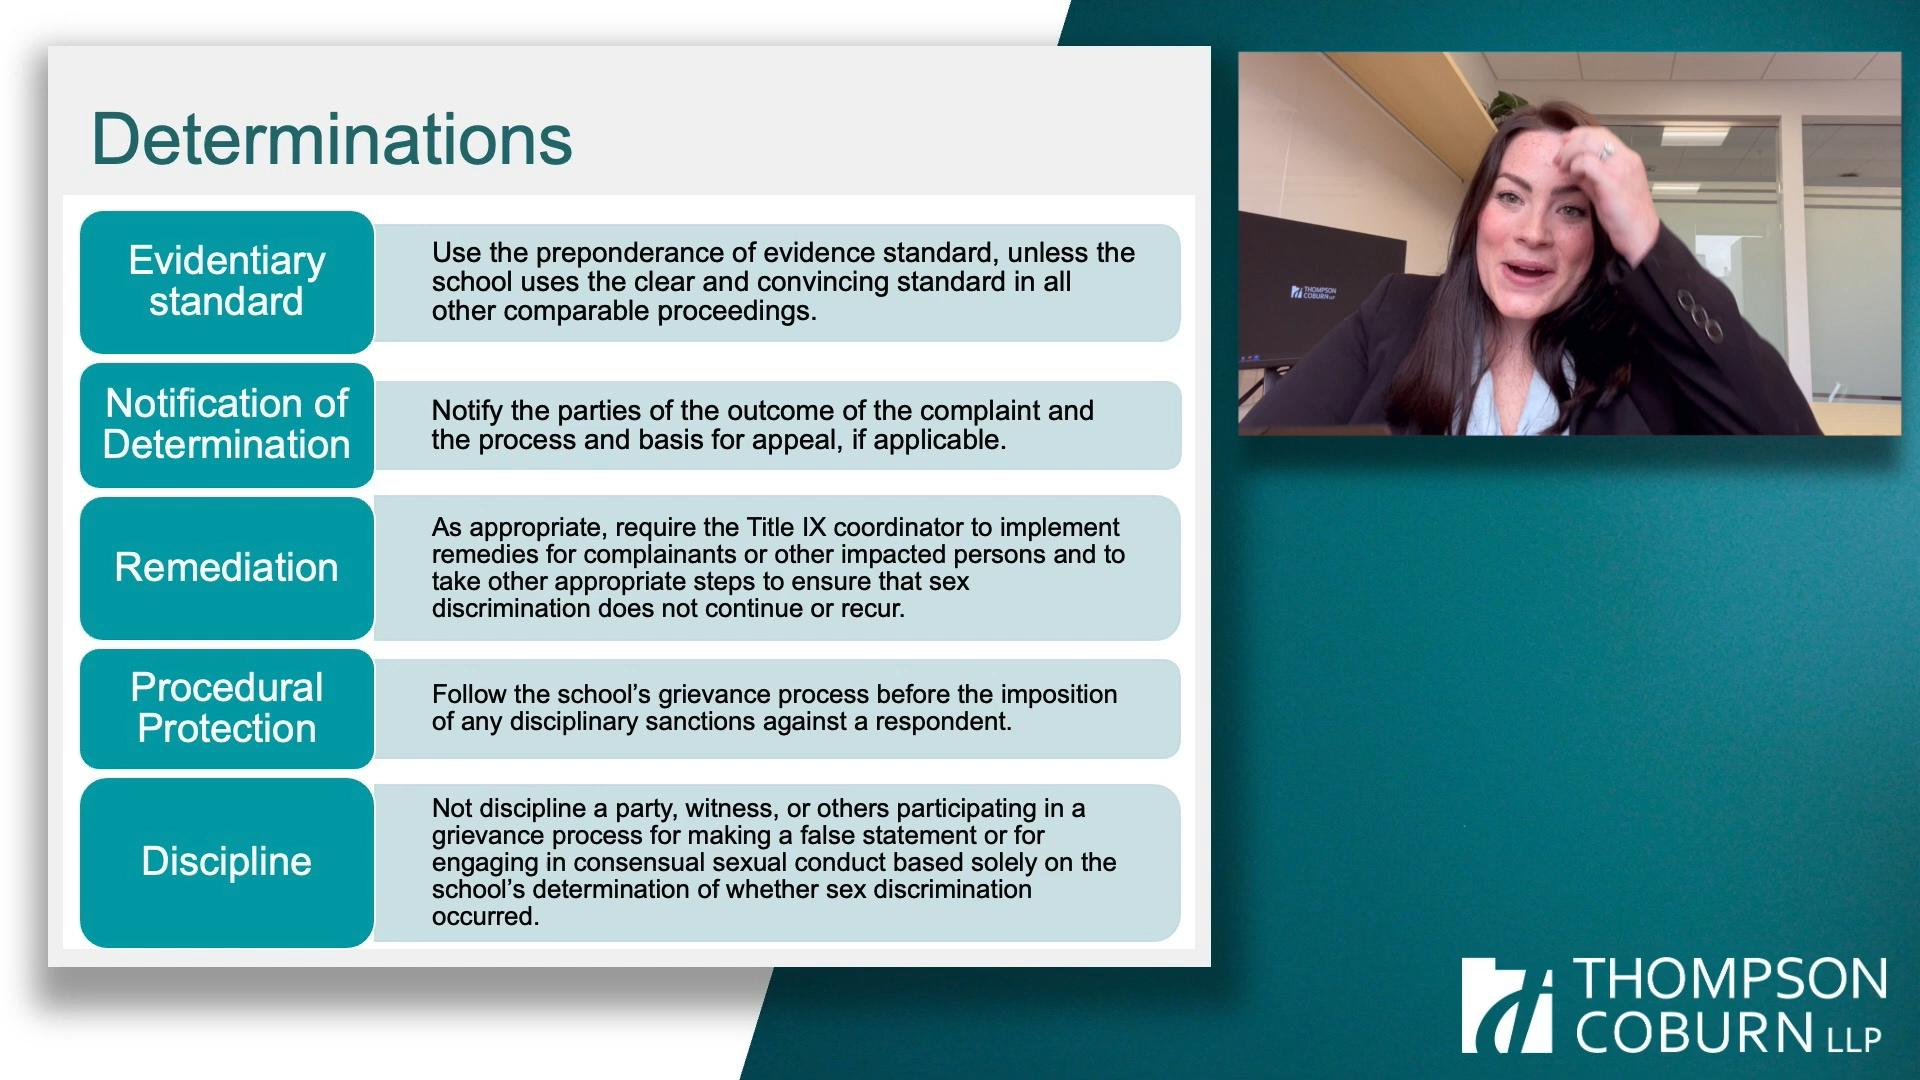 Determinations
Evidentiary
standard
Use the preponderance of evidence standard, unless the
school uses the clear and convincing standard in all
other comparable proceedings.
Notification of
Determination
Notify the parties of the outcome of the complaint and
the process and basis for appeal, if applicable.
Remediation
As appropriate, require the Title IX coordinator to implement
remedies for complainants or other impacted persons and to
take other appropriate steps to ensure that sex
discrimination does not continue or recur.
Procedural
Protection
Follow the school’s grievance process before the imposition
of any disciplinary sanctions against a respondent.
Discipline
Not discipline a party, witness, or others participating in a
grievance process for making a false statement or for
engaging in consensual sexual conduct based solely on the
school’s determination of whether sex discrimination
occurred.
THOMPSON
COBURN LLP
THOMPSON
COBURN LLP